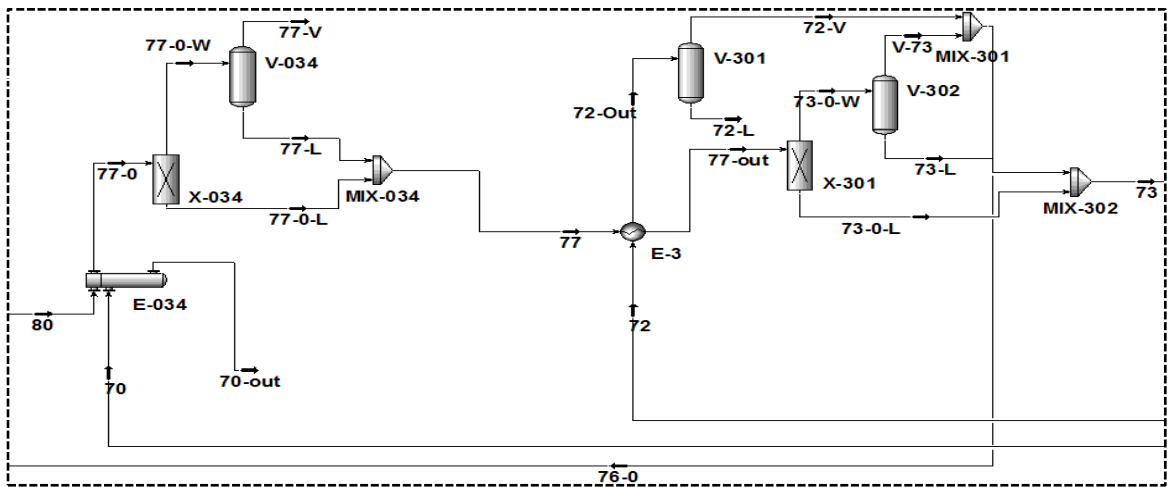 72-V
77-V
77-0-W
V-73
MIX-301
V-034
V-301
V-302
73-0-W
72-Out
72-L
77-L
77-out
77-0
73-L
X-034
MIX-034
X-301
73
77-0-L
MIX-302
73-0-L
77
E-3
E-034
80
72
70-out
70
76-0